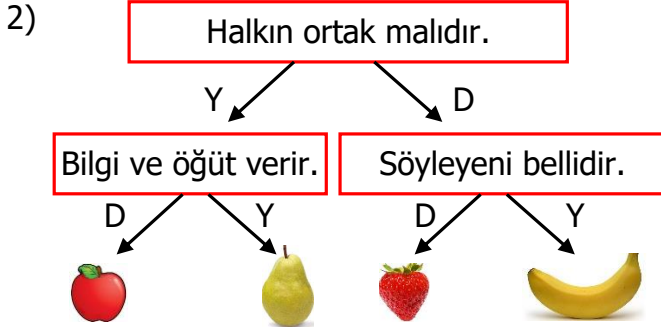 2)
Halkın ortak malıdır.
Y D
Bilgi ve öğüt verir. Söyleyeni bellidir.
D Y D Y